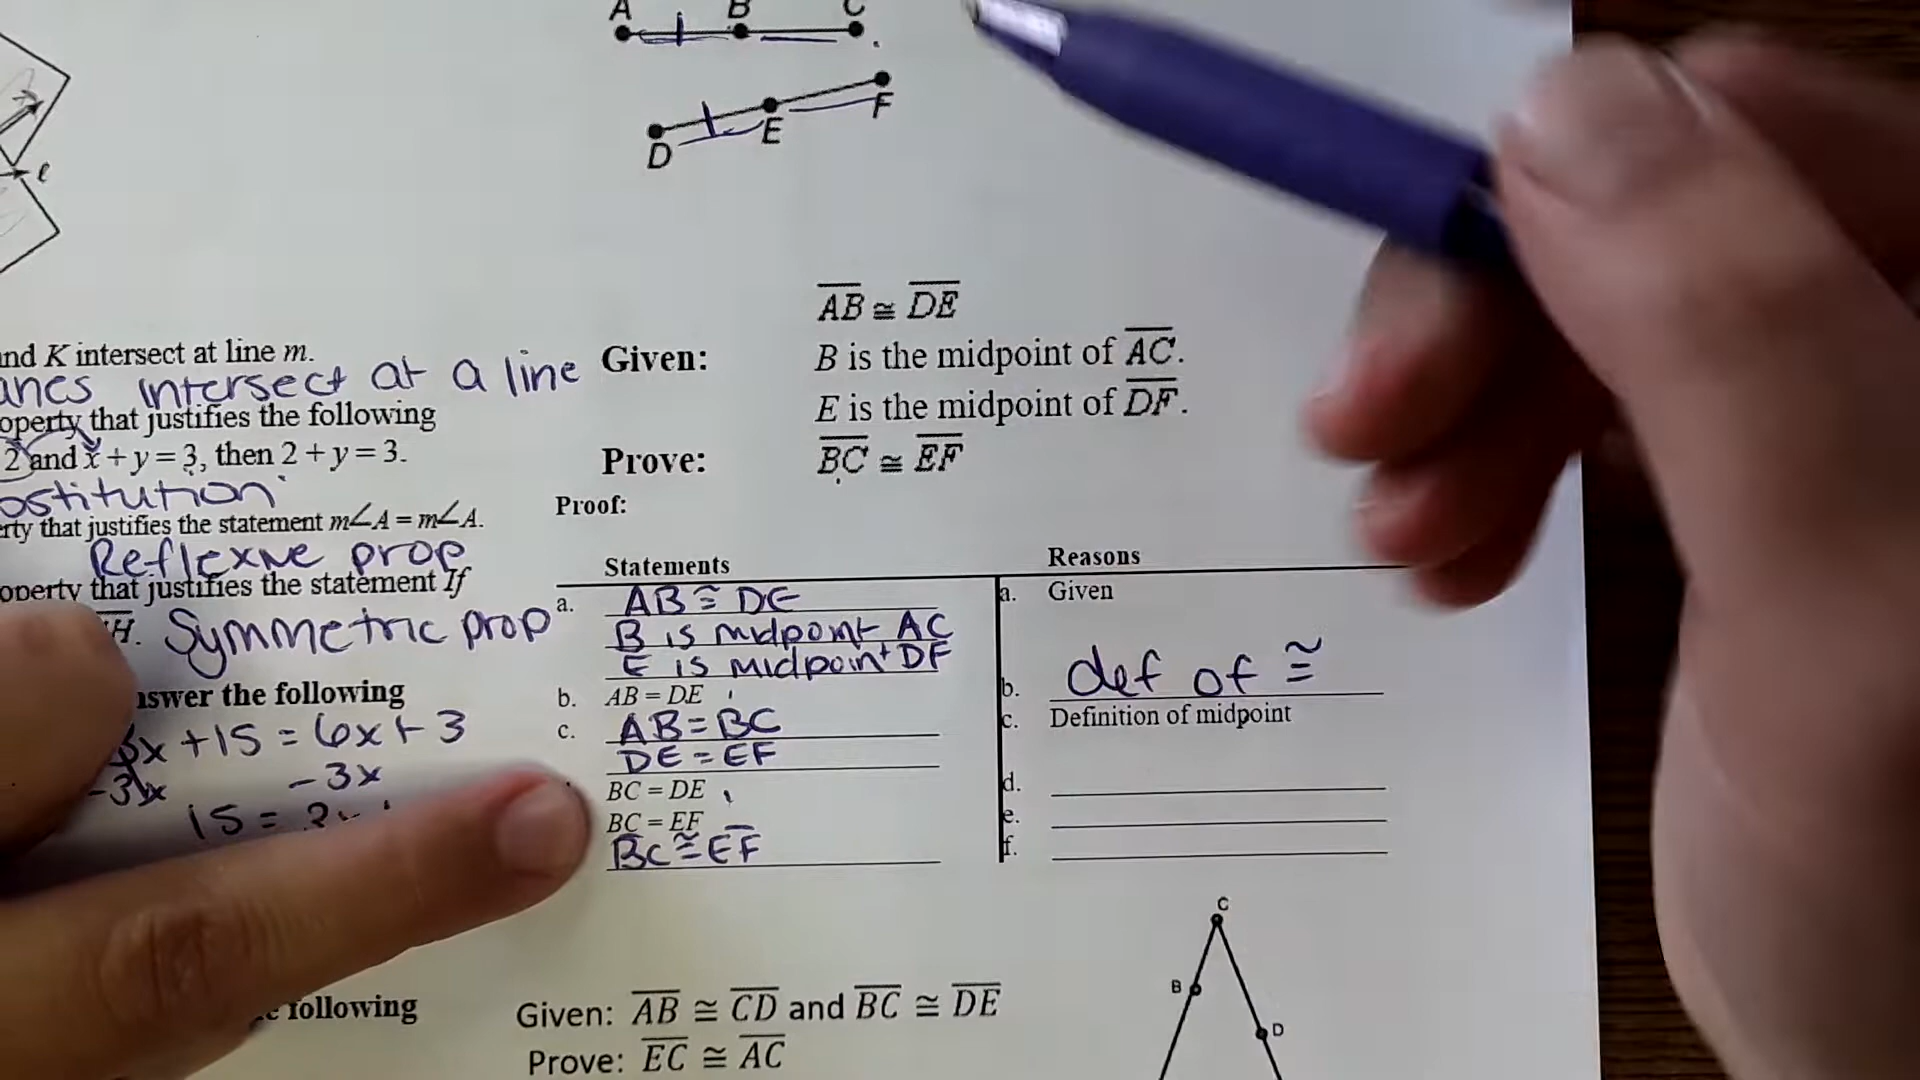 A B C
D E F
ℓ
nd K intersect at line m.
anes intersect at a line
operty that justifies the following
2 and x + y = 3, then 2 + y = 3.
ostitution
rty that justifies the statement m∠A = m∠A.
Reflexive prop
operty that justifies the statement If
H. Symmetric prop
nswer the following
x + 15 = 6x + 3
-3x -3x
15 =
following
AB ≅ DE
Given: B is the midpoint of AC.
E is the midpoint of DF.
Prove: BC ≅ EF
Proof:
Statements Reasons
a. AB ≅ DE a. Given
B is midpoint AC
E is midpoint DF
b. AB = DE b. def of ≅
c. AB = BC c. Definition of midpoint
DE = EF
BC = DE d.
BC = EF e.
BC ≅ EF f.
Given: AB ≅ CD and BC ≅ DE
Prove: EC ≅ AC
C
B
D